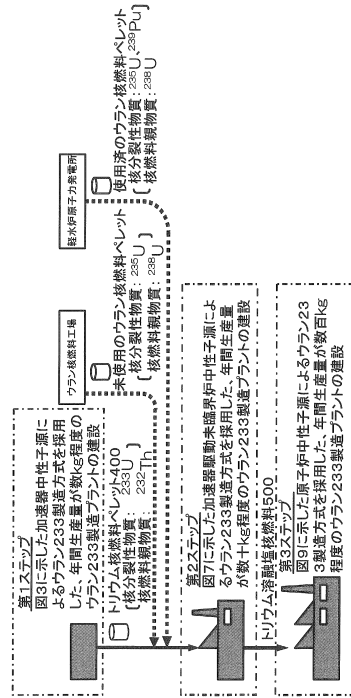 第1ステップ
図3に示した加速器中性子源に
よるウラン233製造方式を採用
した、年間生産量が数kg程度の
ウラン233製造プラントの建設
ウラン核燃料工場
軽水炉原子力発電所
トリウム核燃料ペレット400
核分裂性物質: 233U
核燃料親物質: 232Th
未使用のウラン核燃料ペレット
核分裂性物質: 235U
核燃料親物質: 238U
使用済のウラン核燃料ペレット
核分裂性物質: 235U、239Pu
核燃料親物質: 238U
第2ステップ
図7に示した加速器駆動未臨界炉中性子源によ
るウラン233製造方式を採用した、年間生産量
が数十kg程度のウラン233製造プラントの建設
トリウム溶融塩核燃料500
第3ステップ
図9に示した原子炉中性子源によるウラン23
3製造方式を採用した、年間生産量が数百kg
程度のウラン233製造プラントの建設